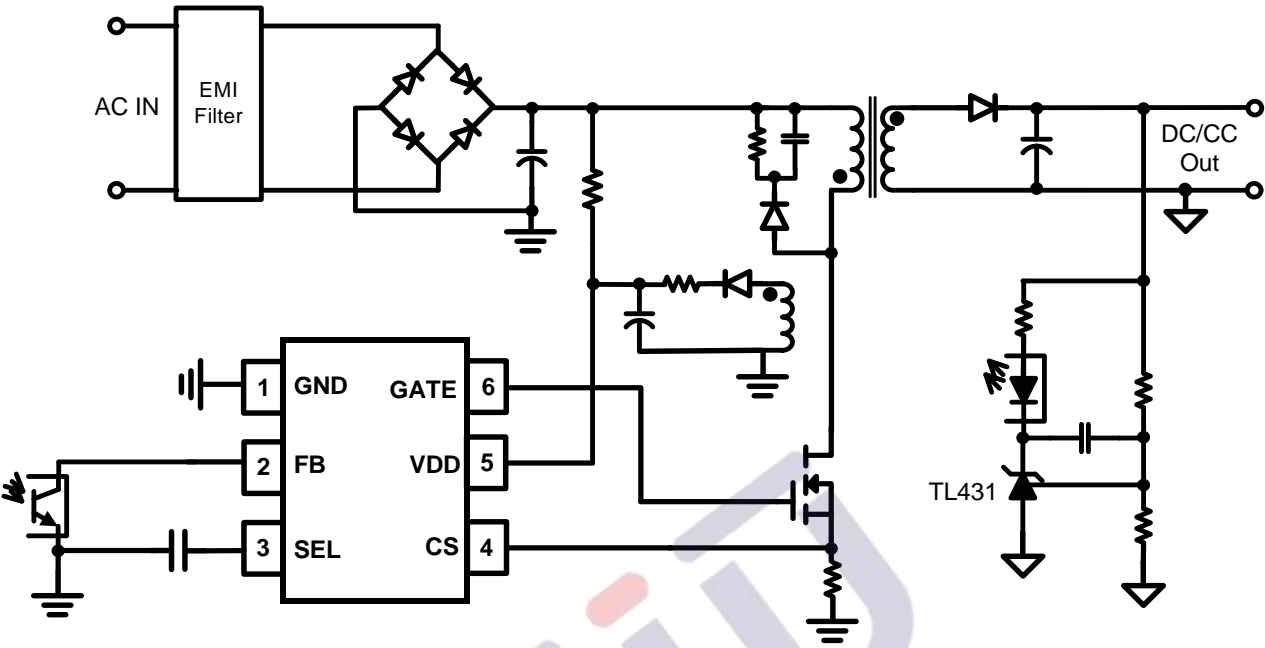 AC IN
EMI
Filter
DC/CC
Out
1
GND
GATE
6
2
FB
VDD
5
3
SEL
CS
4
TL431